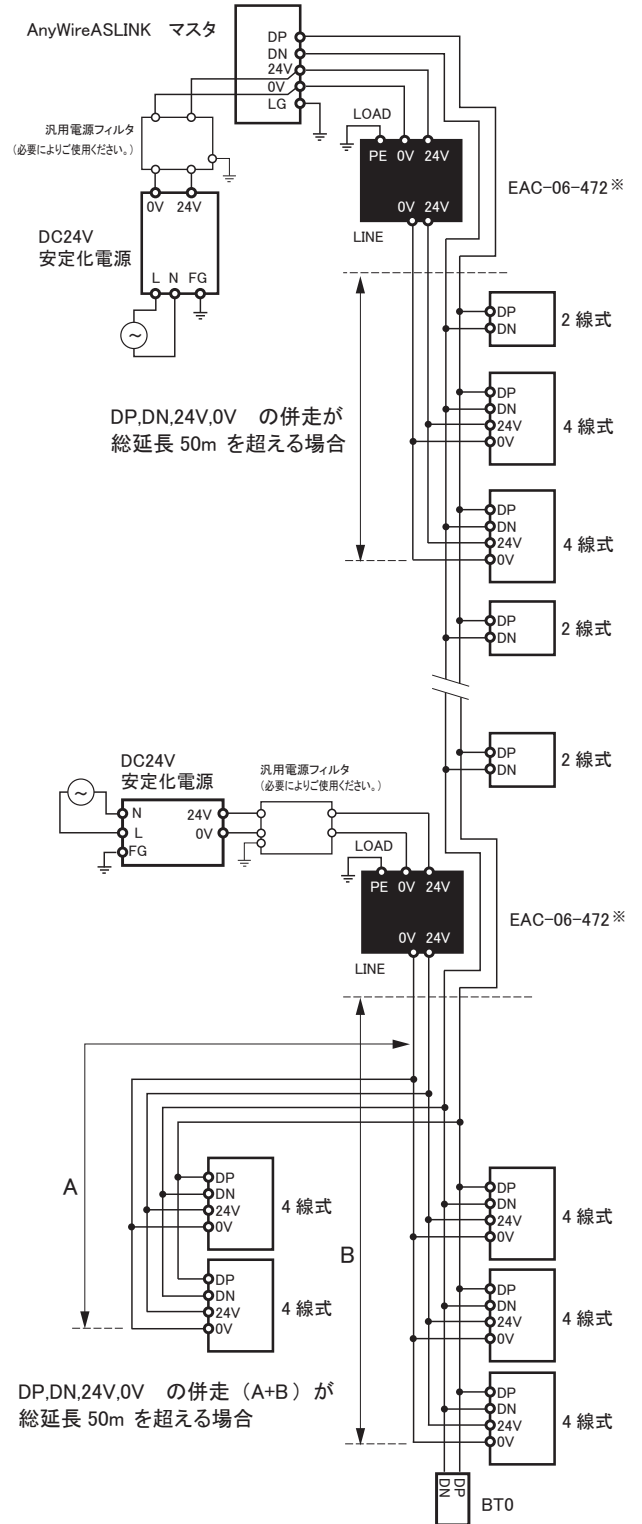 AnyWireASLINK マスタ
DP
DN
24V
0V
LG
汎用電源フィルタ
(必要によりご使用ください。)
0V 24V
DC24V
安定化電源
L N FG
LOAD
PE 0V 24V
0V 24V
LINE
EAC-06-472※
DP
DN
2 線式
DP,DN,24V,0V の併走が
総延長 50m を超える場合
DP
DN
24V
0V
4 線式
DP
DN
24V
0V
4 線式
DP
DN
2 線式
DP
DN
2 線式
DC24V
安定化電源
N
L
FG
24V
0V
汎用電源フィルタ
(必要によりご使用ください。)
LOAD
PE 0V 24V
0V 24V
LINE
EAC-06-472※
A
DP
DN
24V
0V
4 線式
DP
DN
24V
0V
4 線式
B
DP
DN
24V
0V
4 線式
DP
DN
24V
0V
4 線式
DP
DN
24V
0V
4 線式
DP,DN,24V,0V の併走(A+B)が
総延長 50m を超える場合
DP
DN
BT0